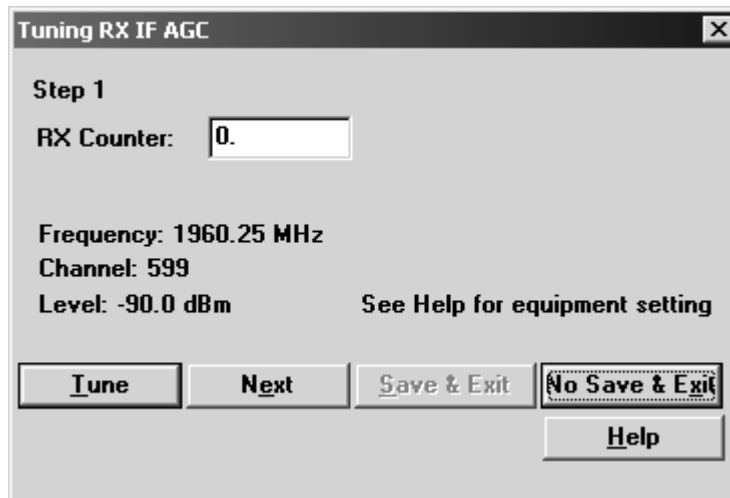 Tuning RX IF AGC
Step 1
RX Counter: 0.
Frequency: 1960.25 MHz
Channel: 599
Level: -90.0 dBm See Help for equipment setting
Tune Next Save & Exit No Save & Exit
Help